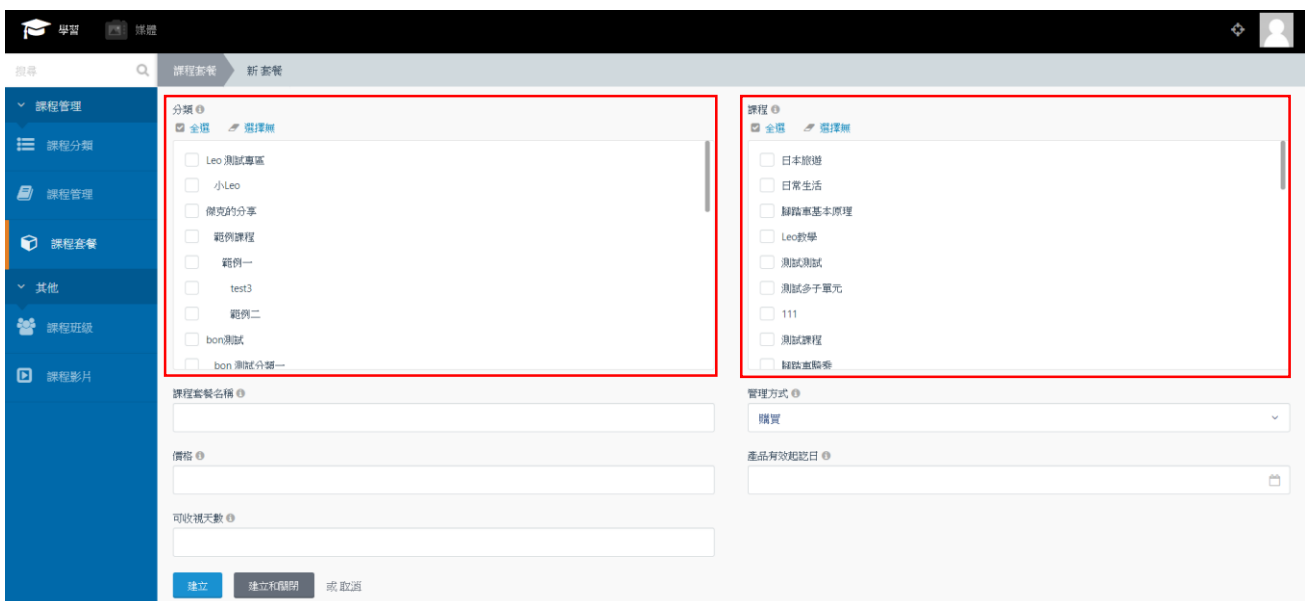 學習 媒體
搜尋
課程套餐 新 套餐
課程管理
課程分類
課程管理
課程套餐
其他
課程班級
課程影片
分類
全選 選擇無
Leo 測試專區
小Leo
傑克的分享
範例課程
範例一
test3
範例二
bon測試
bon 測試分類一
課程
全選 選擇無
日本旅遊
日常生活
腳踏車基本原理
Leo教學
測試測試
測試多子單元
111
測試課程
課程套餐名稱
管理方式
購買
價格
產品有效起訖日
可收視天數
建立 建立和關閉 或 取消